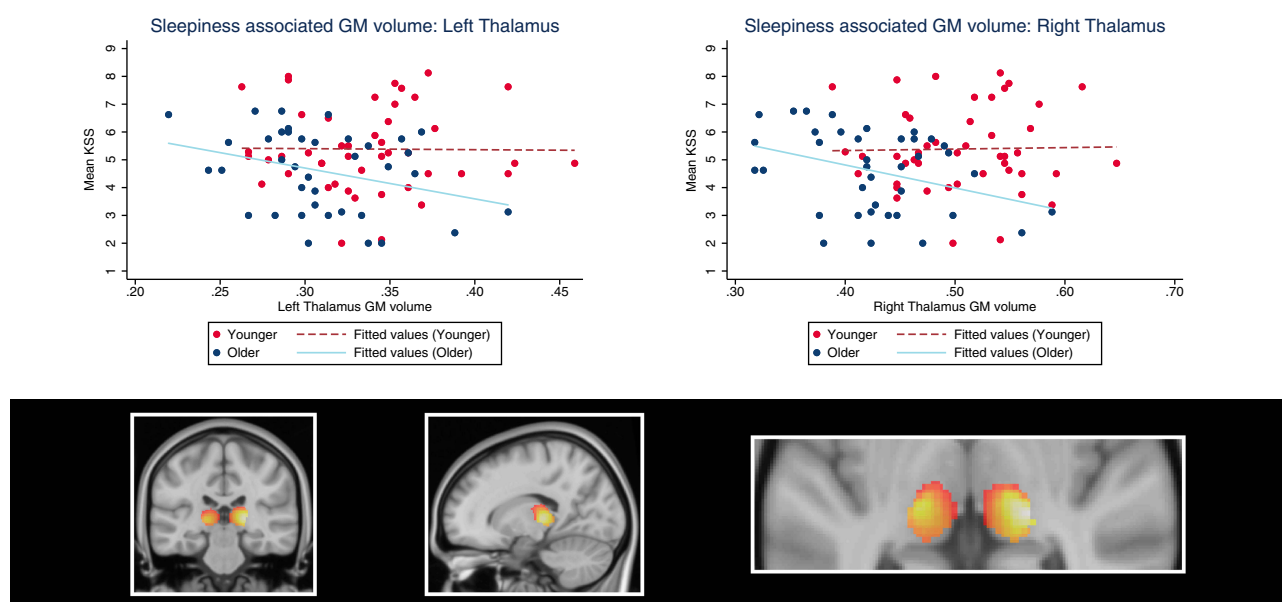 Sleepiness associated GM volume: Left Thalamus
Mean KSS
9
8
7
6
5
4
3
2
1
.20 .25 .30 .35 .40 .45
Left Thalamus GM volume
Younger Fitted values (Younger)
Older Fitted values (Older)
Sleepiness associated GM volume: Right Thalamus
Mean KSS
9
8
7
6
5
4
3
2
1
.30 .40 .50 .60 .70
Right Thalamus GM volume
Younger Fitted values (Younger)
Older Fitted values (Older)